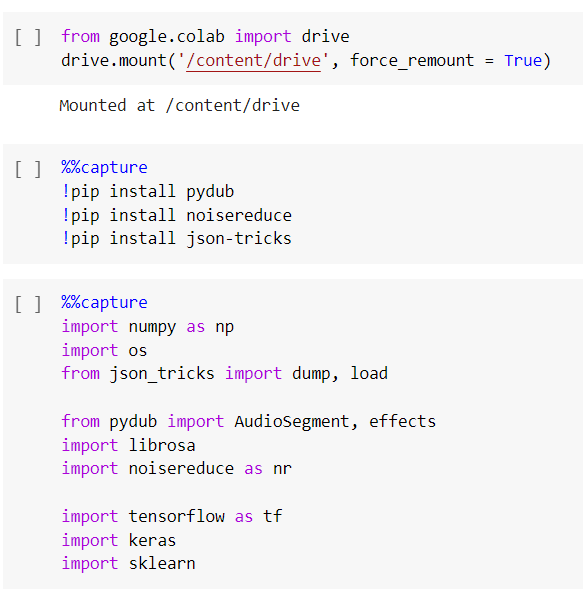 [ ] from google.colab import drive
drive.mount('/content/drive', force_remount = True)
Mounted at /content/drive
[ ] %%capture
!pip install pydub
!pip install noisereduce
!pip install json-tricks
[ ] %%capture
import numpy as np
import os
from json_tricks import dump, load
from pydub import AudioSegment, effects
import librosa
import noisereduce as nr
import tensorflow as tf
import keras
import sklearn